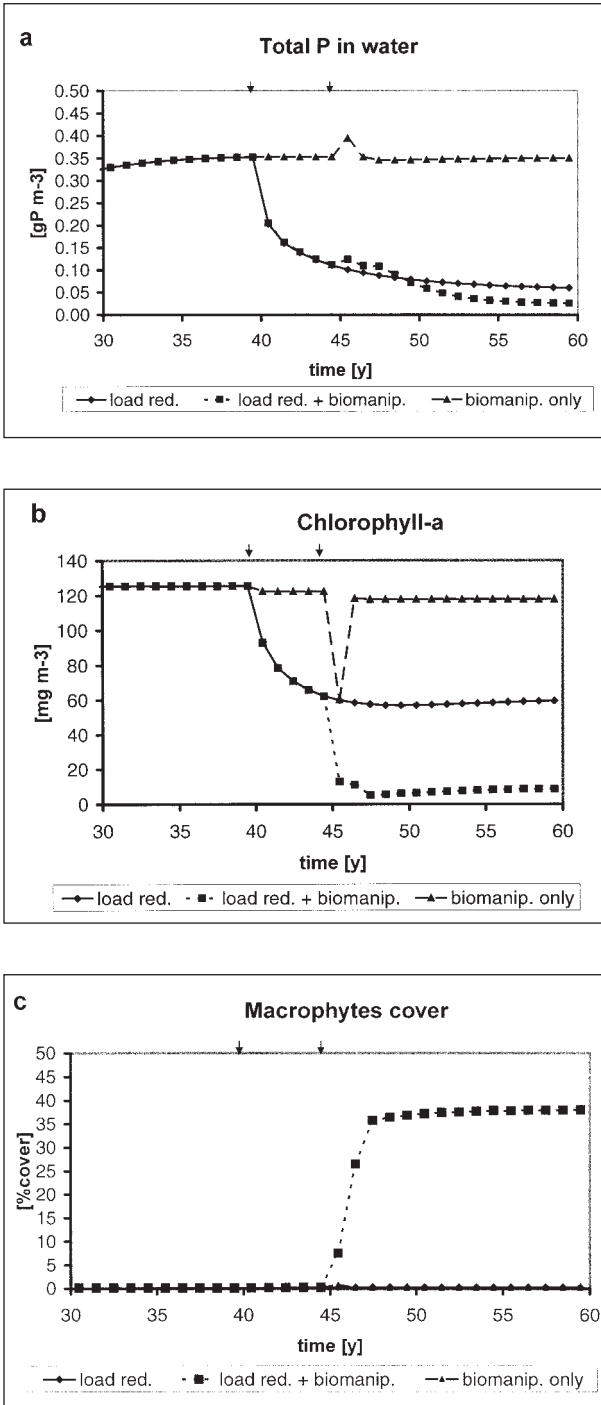 a
Total P in water
[gP m-3]
0.50
0.45
0.40
0.35
0.30
0.25
0.20
0.15
0.10
0.05
0.00
30 35 40 45 50 55 60
time [y]
load red. load red. + biomanip. biomanip. only
b
Chlorophyll-a
[mg m-3]
140
120
100
80
60
40
20
0
30 35 40 45 50 55 60
time [y]
load red. load red. + biomanip. biomanip. only
c
Macrophytes cover
[%cover]
50
45
40
35
30
25
20
15
10
5
0
30 35 40 45 50 55 60
time [y]
load red. load red. + biomanip. biomanip. only